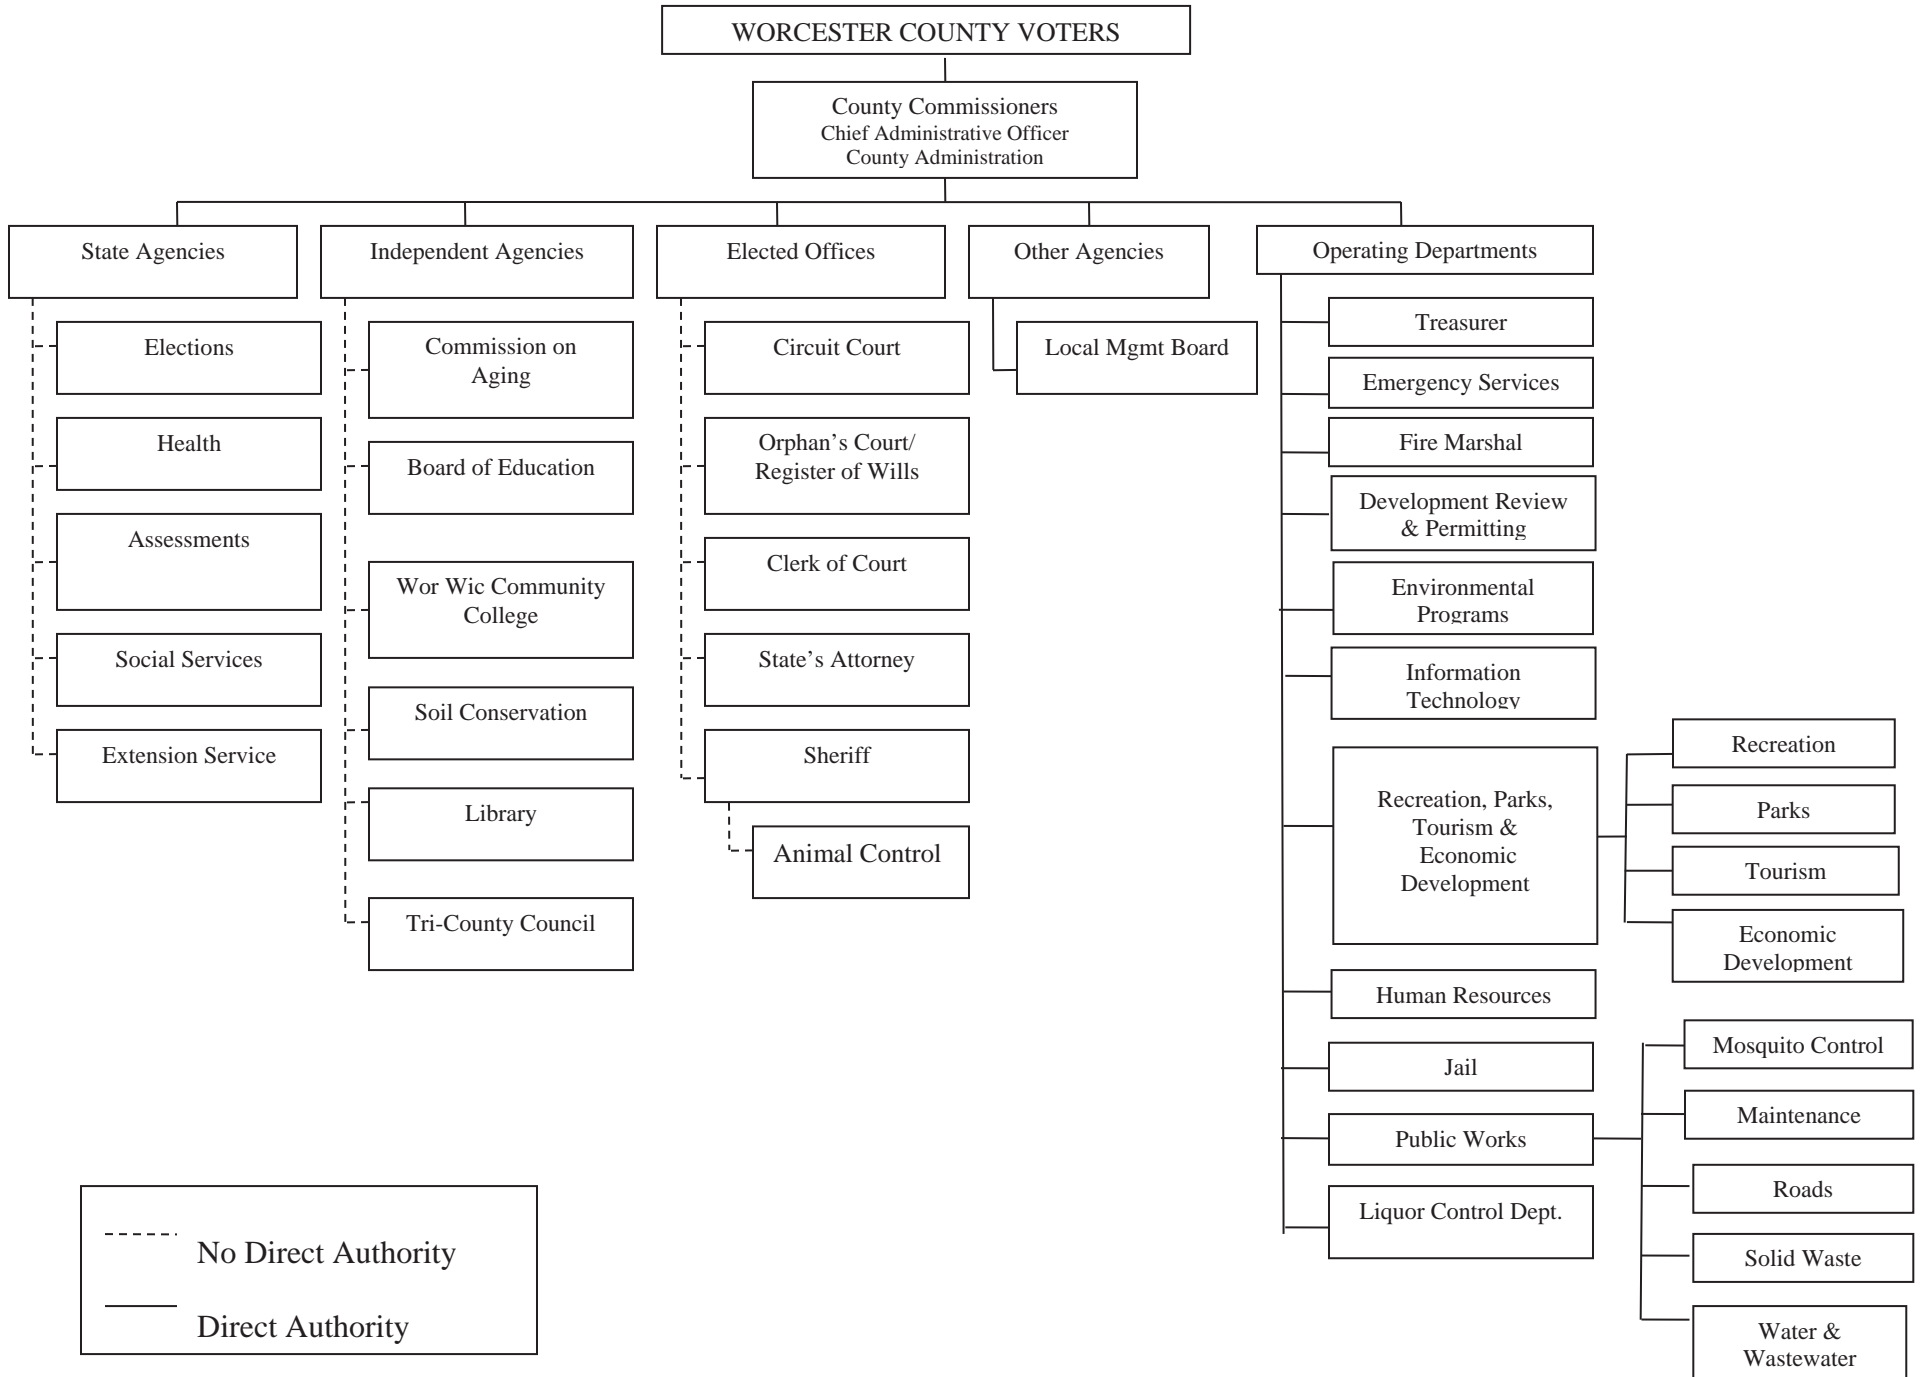 WORCESTER COUNTY VOTERS
County Commissioners
Chief Administrative Officer
County Administration
State Agencies
Elections
Health
Assessments
Social Services
Extension Service
Independent Agencies
Commission on
Aging
Board of Education
Wor Wic Community
College
Soil Conservation
Library
Tri-County Council
Elected Offices
Circuit Court
Orphan’s Court/
Register of Wills
Clerk of Court
State’s Attorney
Sheriff
Animal Control
Other Agencies
Local Mgmt Board
Operating Departments
Treasurer
Emergency Services
Fire Marshal
Development Review
& Permitting
Environmental
Programs
Information
Technology
Recreation, Parks,
Tourism &
Economic
Development
Recreation
Parks
Tourism
Economic
Development
Human Resources
Jail
Public Works
Mosquito Control
Maintenance
Roads
Solid Waste
Water &
Wastewater
Liquor Control Dept.
No Direct Authority
Direct Authority